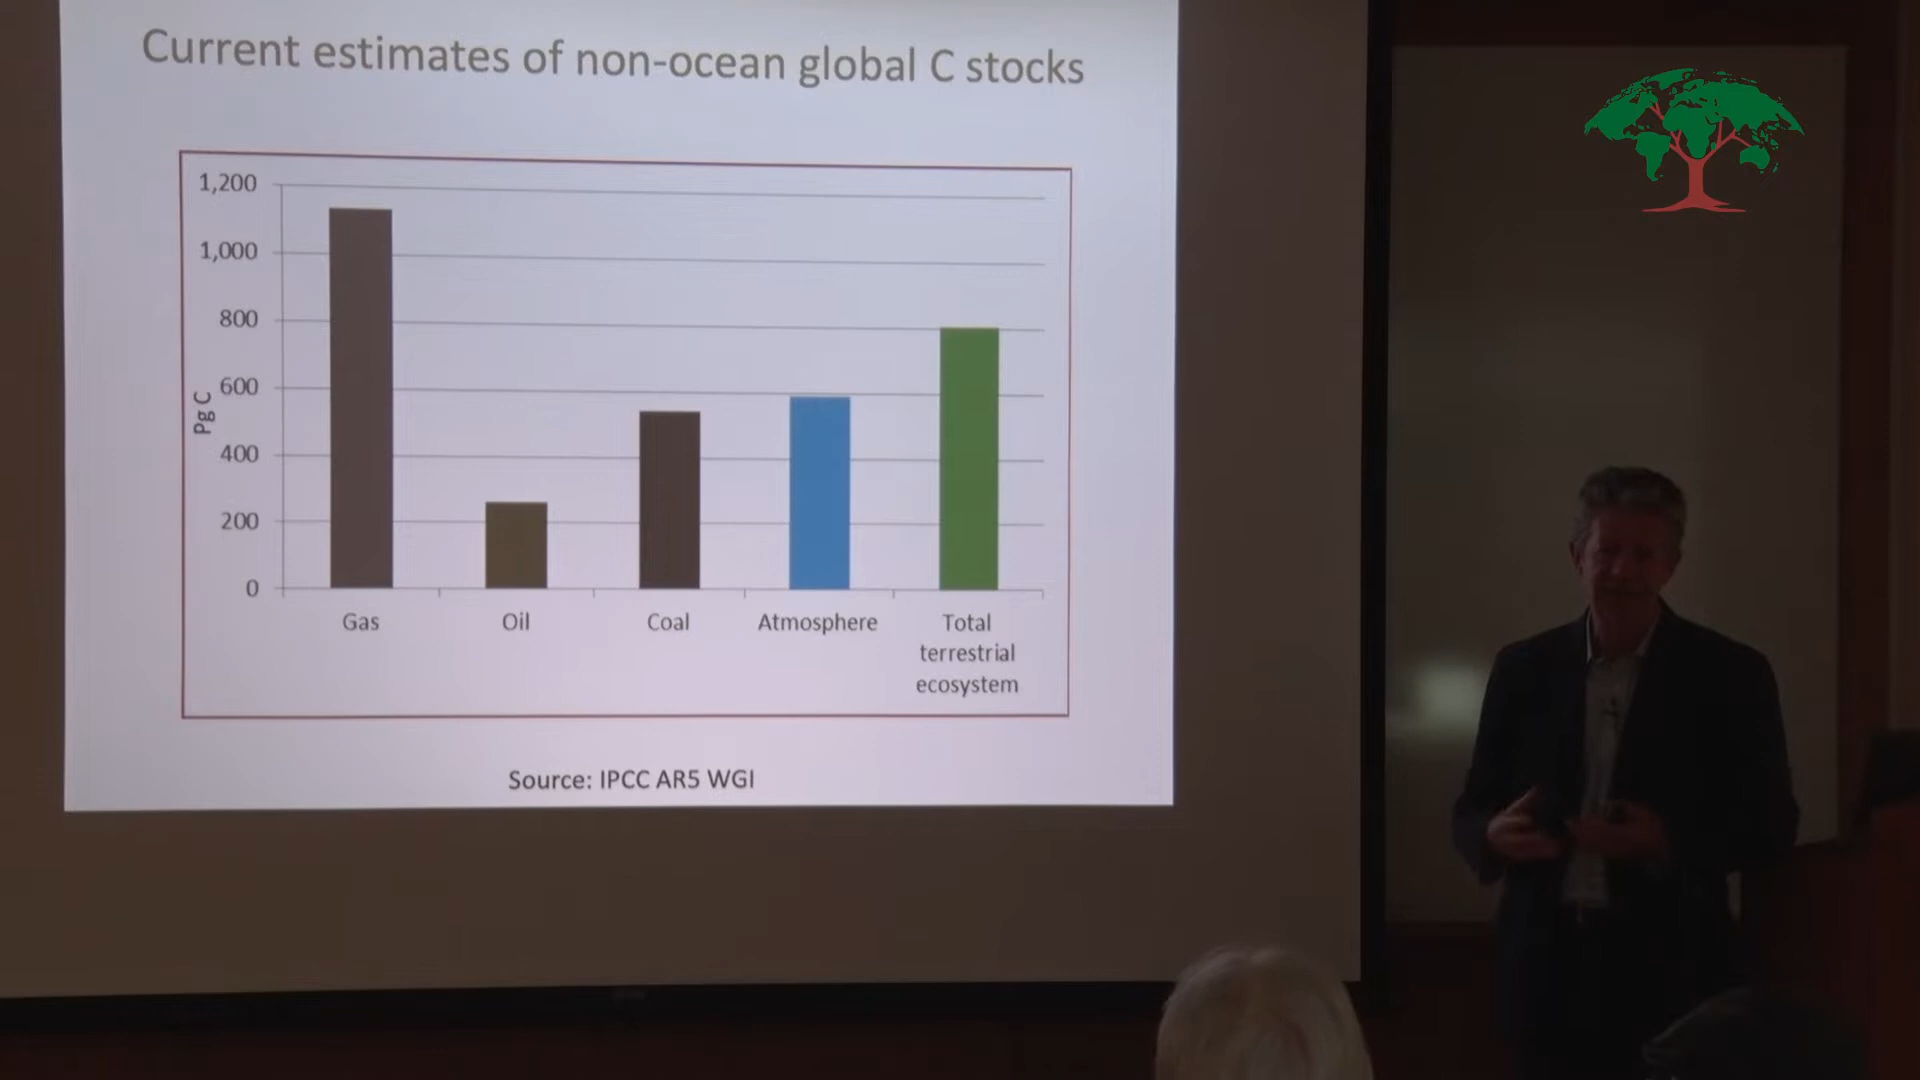 Current estimates of non-ocean global C stocks
1,200
1,000
800
600
400
200
0
Pg C
Gas
Oil
Coal
Atmosphere
Total
terrestrial
ecosystem
Source: IPCC AR5 WGI